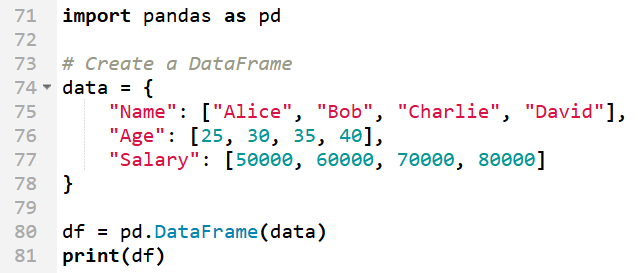 71 import pandas as pd
72
73 # Create a DataFrame
74 data = {
75     "Name": ["Alice", "Bob", "Charlie", "David"],
76     "Age": [25, 30, 35, 40],
77     "Salary": [50000, 60000, 70000, 80000]
78 }
79
80 df = pd.DataFrame(data)
81 print(df)